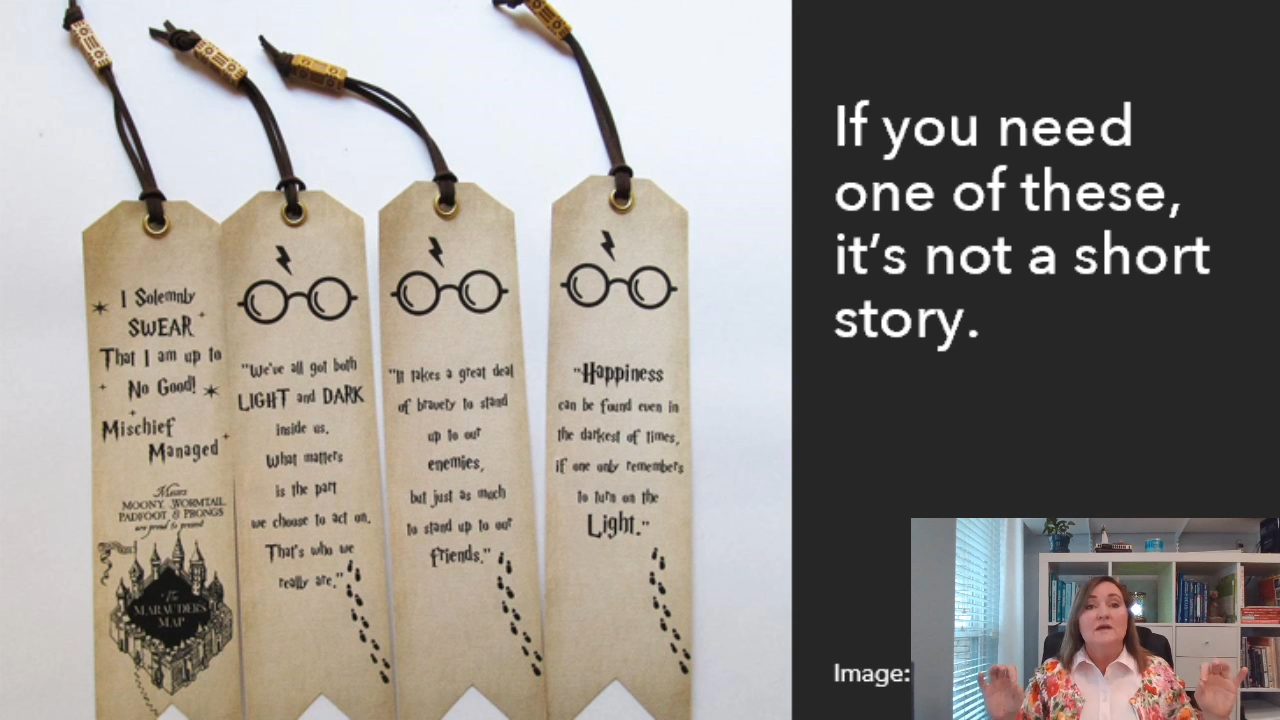 I Solemnly
SWEAR
That I am up to
No Good!
Mischief
Managed
Messrs
MOONY, WORMTAIL
PADFOOT & PRONGS
are proud to present
The
MARAUDER'S
MAP
"We've all got both
LIGHT and DARK
inside us.
What matters
is the part
we choose to act on.
That's who we
really are."
"It takes a great deal
of bravery to stand
up to our
enemies,
but just as much
to stand up to our
friends."
"Happiness
can be found even in
the darkest of times,
if one only remembers
to turn on the
Light."
If you need
one of these,
it's not a short
story.
Image: